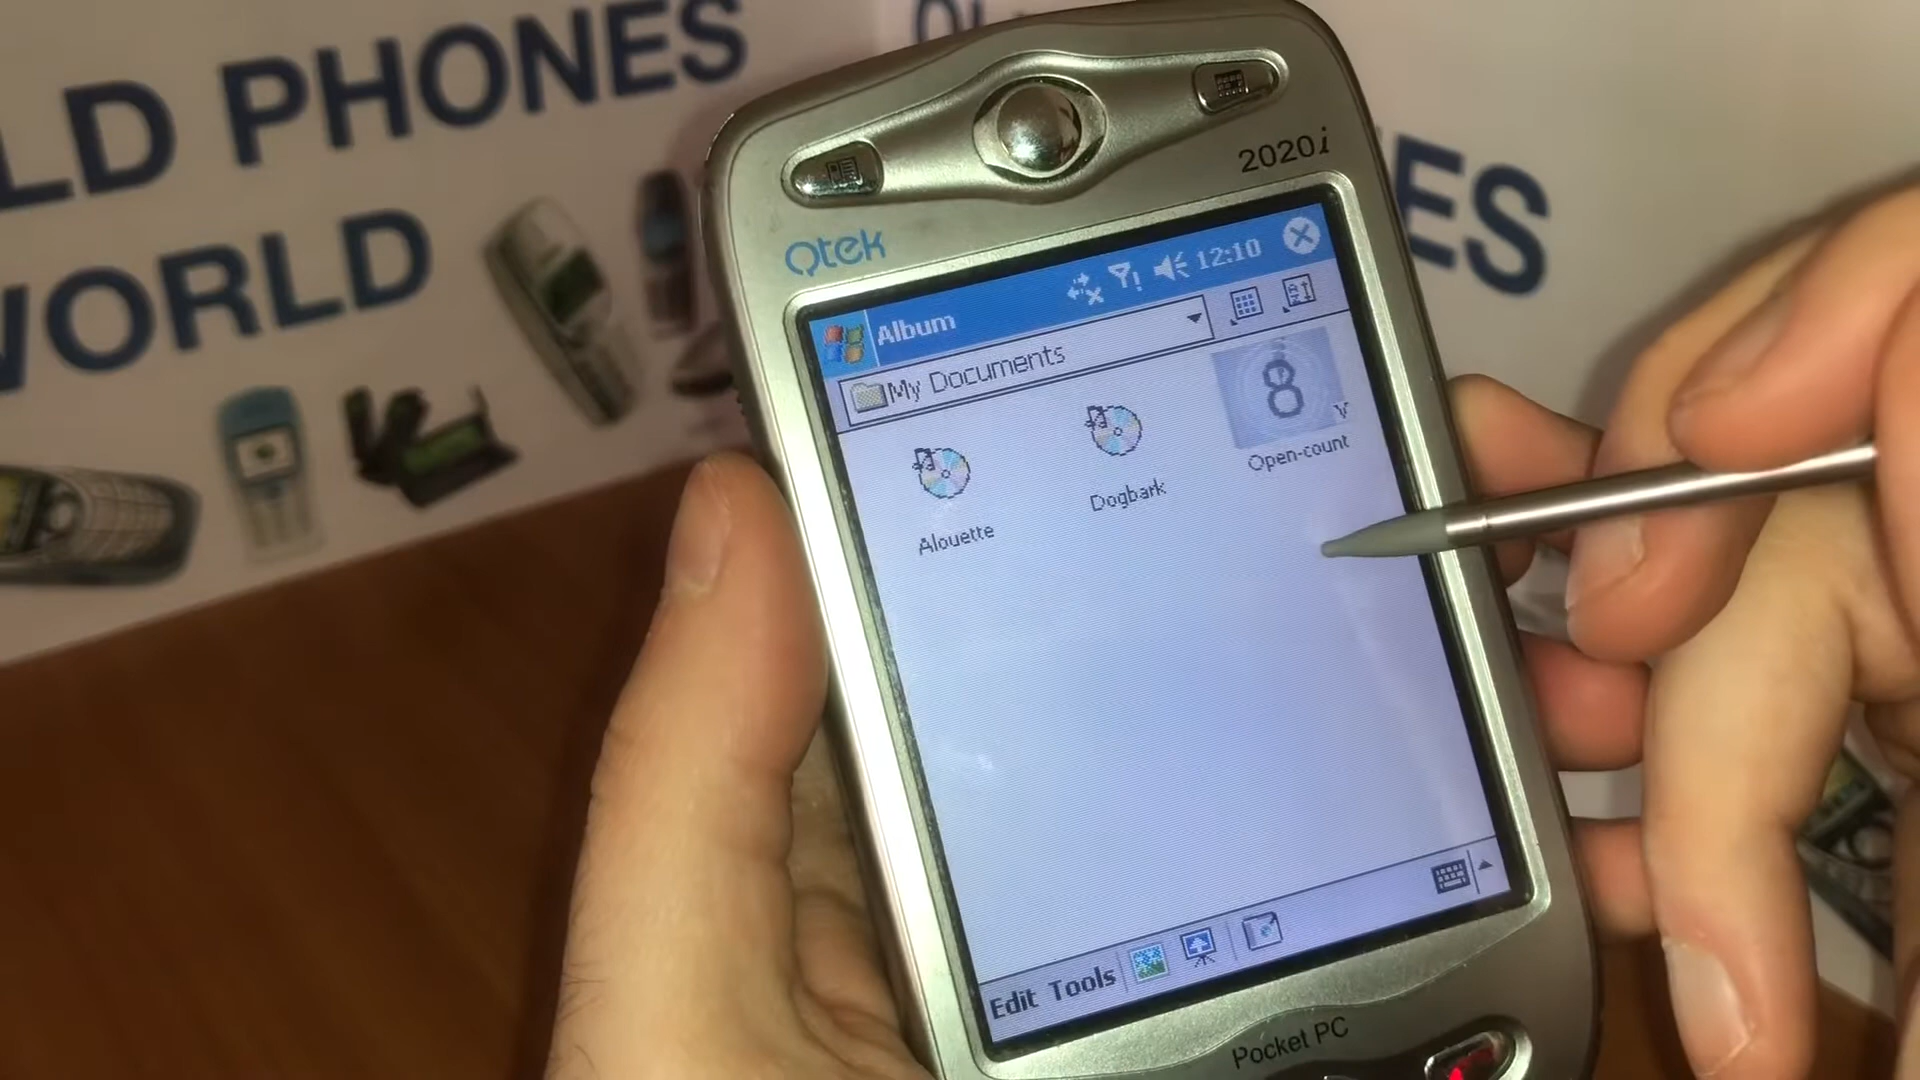 LD PHONES
WORLD
OL
ES
2020i
Qtek
12:10
Album
My Documents
8
V
Open-count
Dogbark
Alouette
Edit Tools
Pocket PC